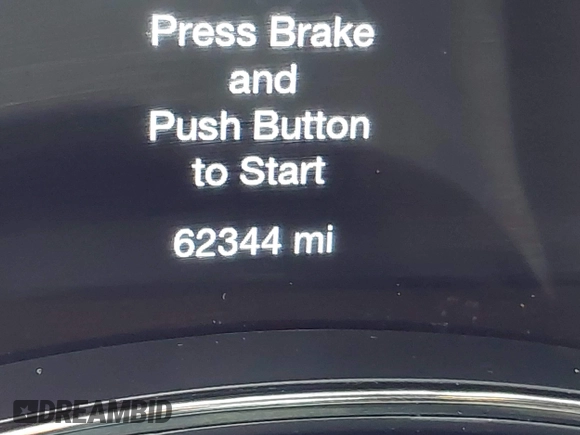 Press Brake
and
Push Button
to Start
62344 mi
DREAMBID